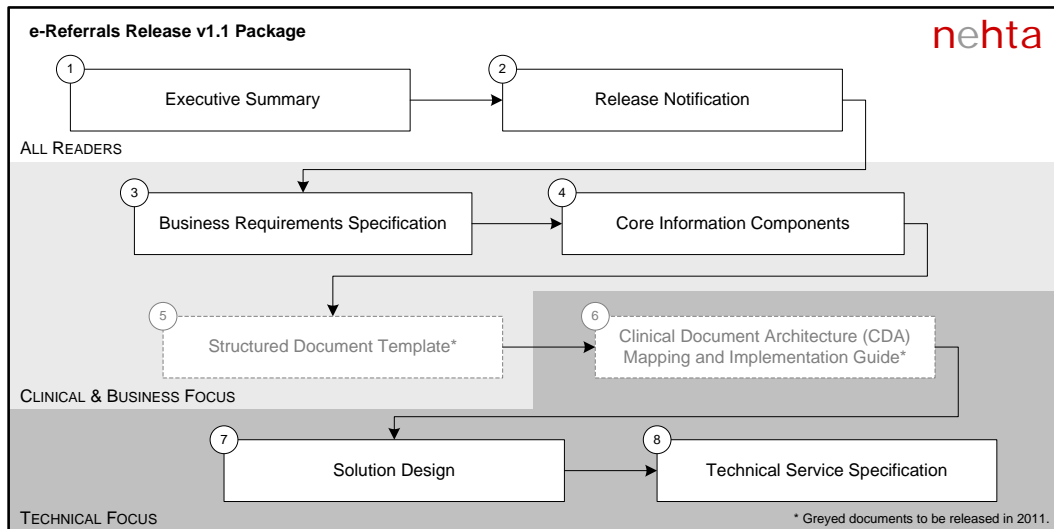 e-Referrals Release v1.1 Package
nehta
1
Executive Summary
2
Release Notification
ALL READERS
3
Business Requirements Specification
4
Core Information Components
5
Structured Document Template*
6
Clinical Document Architecture (CDA)
Mapping and Implementation Guide*
CLINICAL & BUSINESS FOCUS
7
Solution Design
8
Technical Service Specification
TECHNICAL FOCUS
* Greyed documents to be released in 2011.